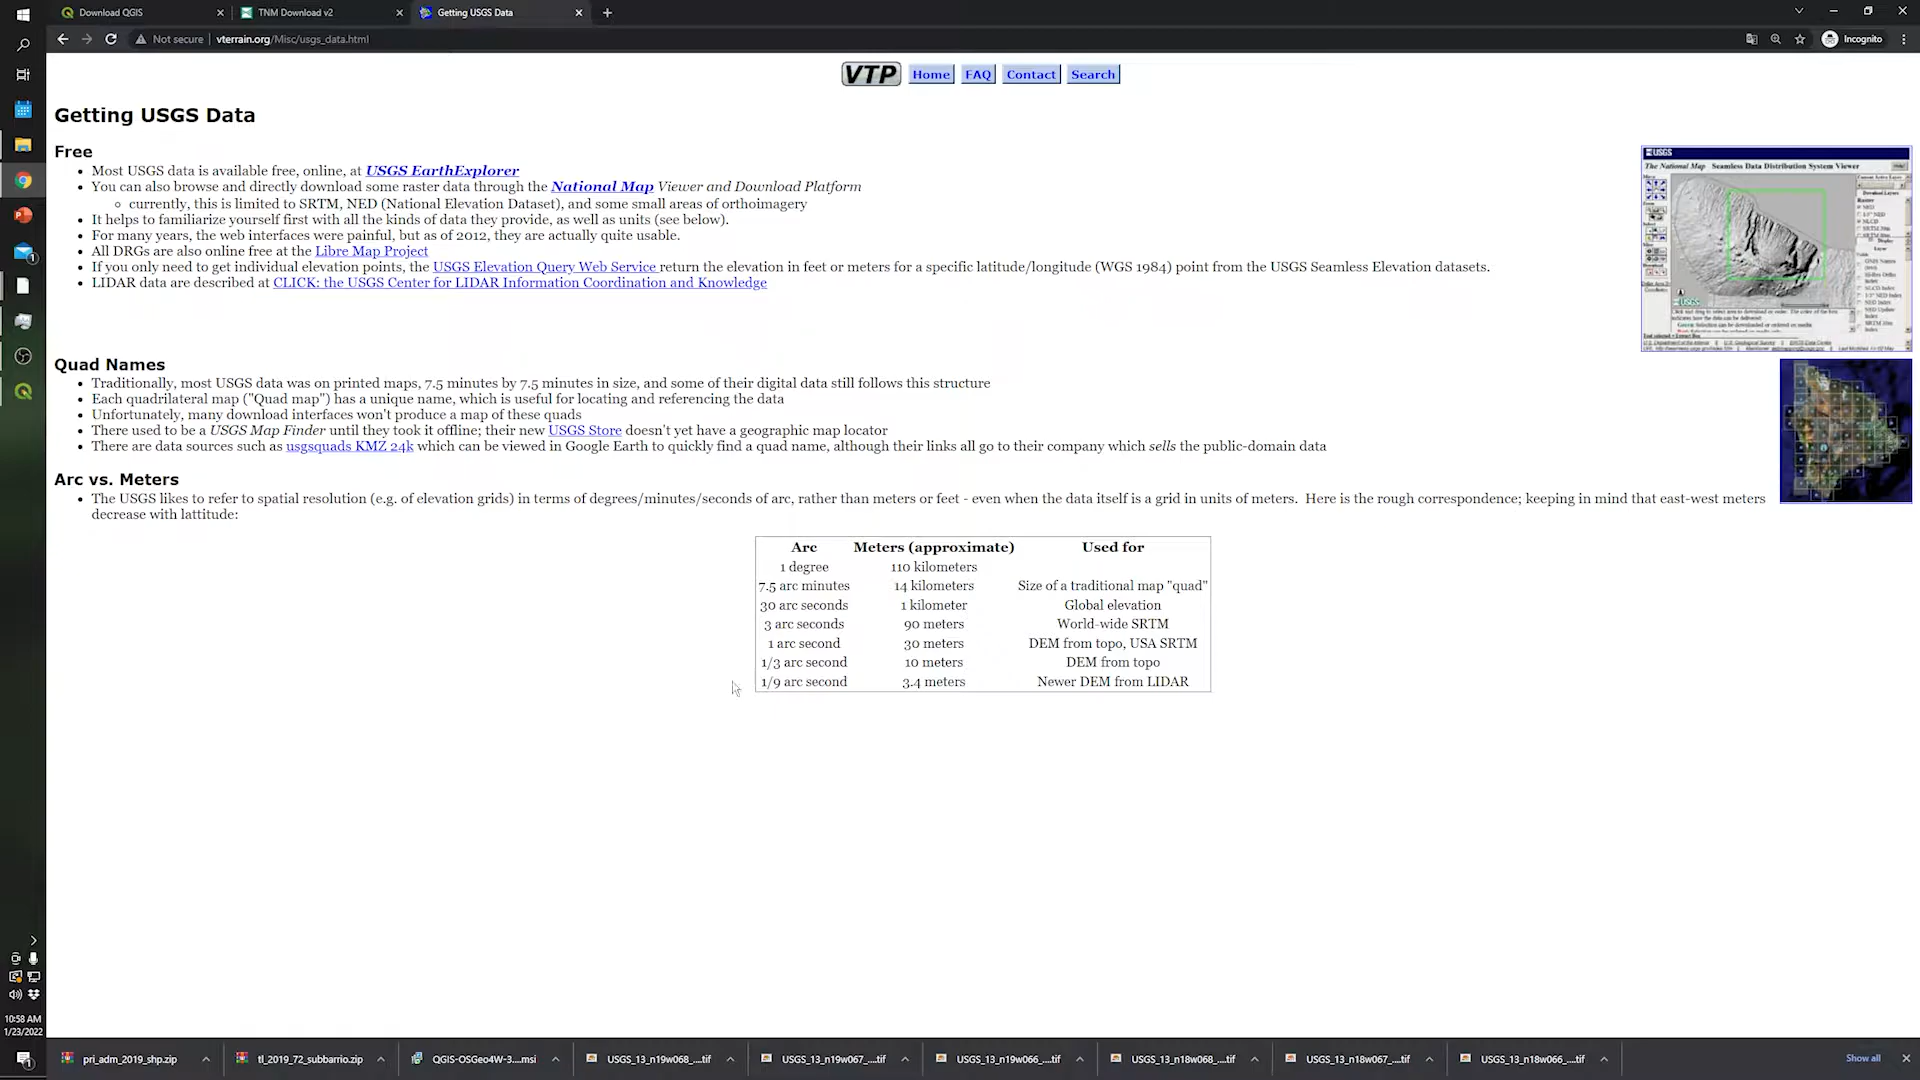 Download QGIS
TNM Download v2
Getting USGS Data
Not secure
vterrain.org/Misc/usgs_data.html
Incognito
VTP
Home
FAQ
Contact
Search
Getting USGS Data
Free
Most USGS data is available free, online, at USGS EarthExplorer
You can also browse and directly download some raster data through the National Map Viewer and Download Platform
currently, this is limited to SRTM, NED (National Elevation Dataset), and some small areas of orthoimagery
It helps to familiarize yourself first with all the kinds of data they provide, as well as units (see below).
For many years, the web interfaces were painful, but as of 2012, they are actually quite usable.
All DRGs are also online free at the Libre Map Project
If you only need to get individual elevation points, the USGS Elevation Query Web Service return the elevation in feet or meters for a specific latitude/longitude (WGS 1984) point from the USGS Seamless Elevation datasets.
LIDAR data are described at CLICK: the USGS Center for LIDAR Information Coordination and Knowledge
USGS
The National Map Seamless Data Distribution System Viewer
USGS
Quad Names
Traditionally, most USGS data was on printed maps, 7.5 minutes by 7.5 minutes in size, and some of their digital data still follows this structure
Each quadrilateral map ("Quad map") has a unique name, which is useful for locating and referencing the data
Unfortunately, many download interfaces won't produce a map of these quads
There used to be a USGS Map Finder until they took it offline; their new USGS Store doesn't yet have a geographic map locator
There are data sources such as usgsquads KMZ 24k which can be viewed in Google Earth to quickly find a quad name, although their links all go to their company which sells the public-domain data
Arc vs. Meters
The USGS likes to refer to spatial resolution (e.g. of elevation grids) in terms of degrees/minutes/seconds of arc, rather than meters or feet - even when the data itself is a grid in units of meters. Here is the rough correspondence; keeping in mind that east-west meters
decrease with lattitude:
Arc Meters (approximate) Used for
1 degree 110 kilometers
7.5 arc minutes 14 kilometers Size of a traditional map "quad"
30 arc seconds 1 kilometer Global elevation
3 arc seconds 90 meters World-wide SRTM
1 arc second 30 meters DEM from topo, USA SRTM
1/3 arc second 10 meters DEM from topo
1/9 arc second 3.4 meters Newer DEM from LIDAR
10:58 AM
1/23/2022
pri_adm_2019_shp.zip
tl_2019_72_subbarrio.zip
QGIS-OSGeo4W-3....msi
USGS_13_n19w068_....tif
USGS_13_n19w067_....tif
USGS_13_n19w066_....tif
USGS_13_n18w068_....tif
USGS_13_n18w067_....tif
USGS_13_n18w066_....tif
Show all